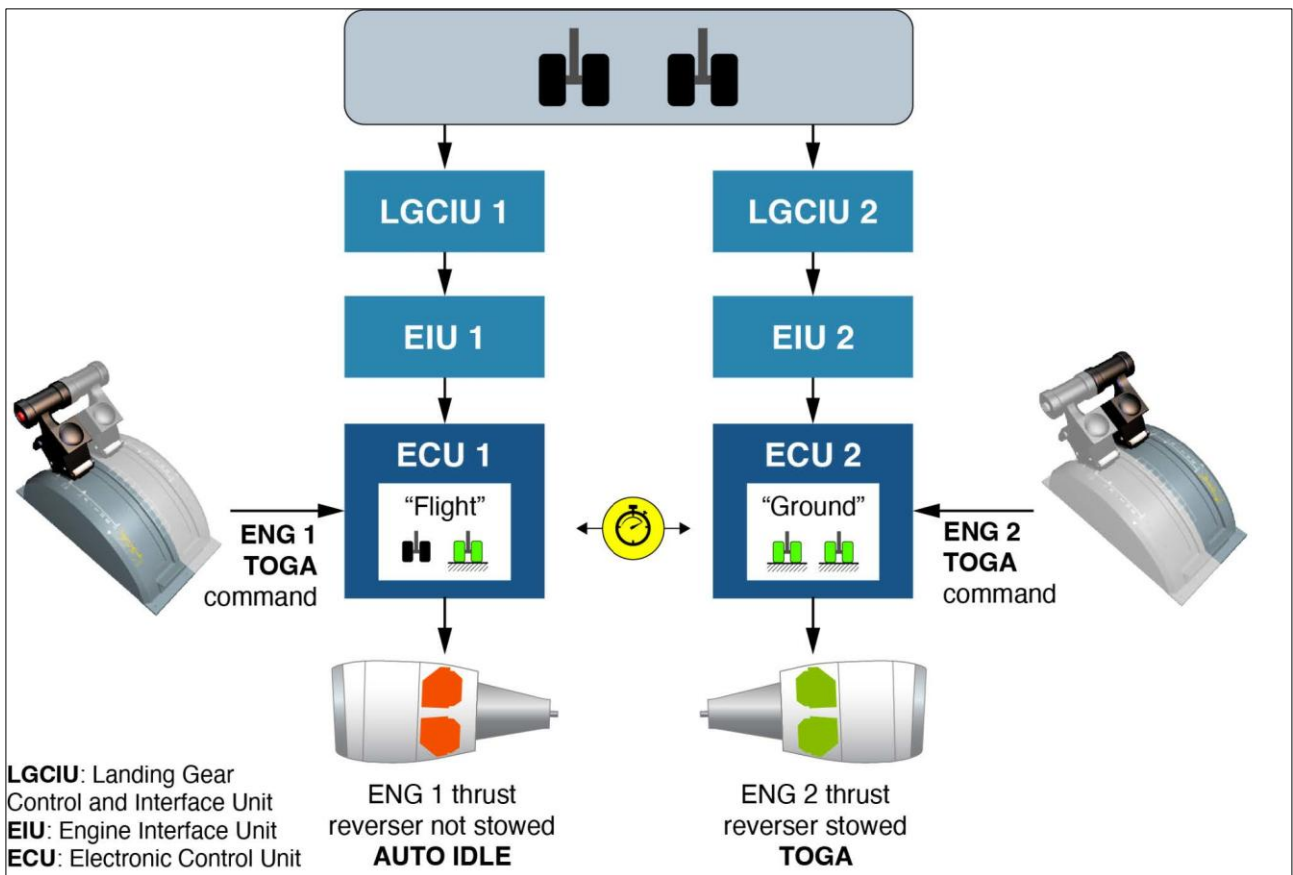 LGCIU 1
LGCIU 2
EIU 1
EIU 2
ECU 1
“Flight”
ECU 2
“Ground”
ENG 1
TOGA
command
ENG 2
TOGA
command
ENG 1 thrust
reverser not stowed
AUTO IDLE
ENG 2 thrust
reverser stowed
TOGA
LGCIU: Landing Gear
Control and Interface Unit
EIU: Engine Interface Unit
ECU: Electronic Control Unit